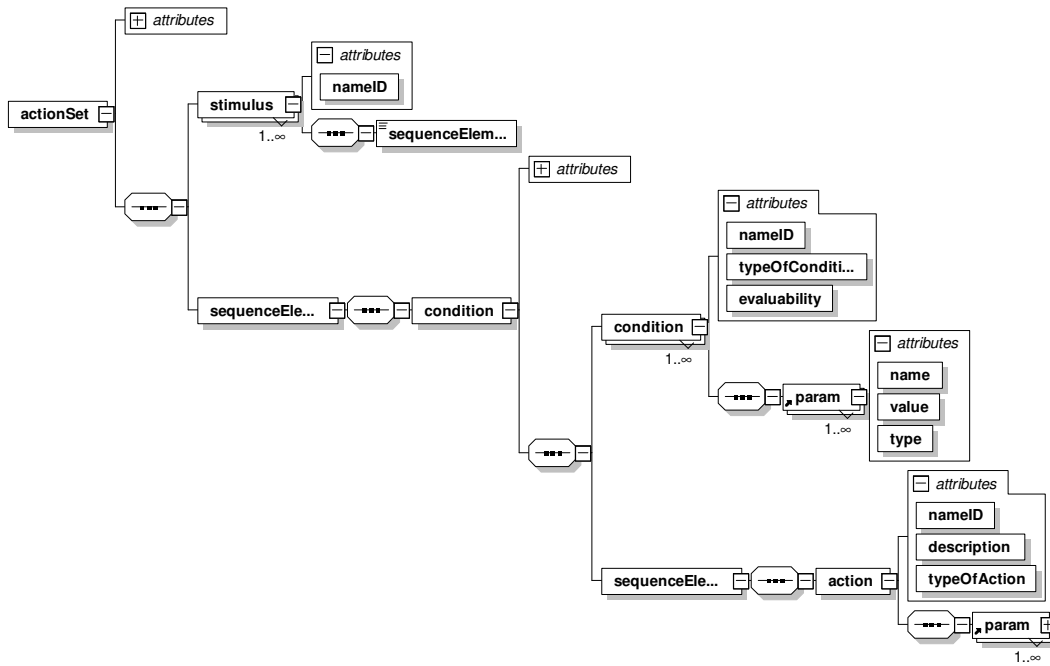 attributes
attributes
nameID
actionSet
stimulus
1..∞
sequenceElem...
attributes
attributes
nameID
typeOfConditi...
evaluability
sequenceEle...
condition
condition
1..∞
attributes
name
value
type
param
1..∞
attributes
nameID
description
typeOfAction
sequenceEle...
action
param
1..∞